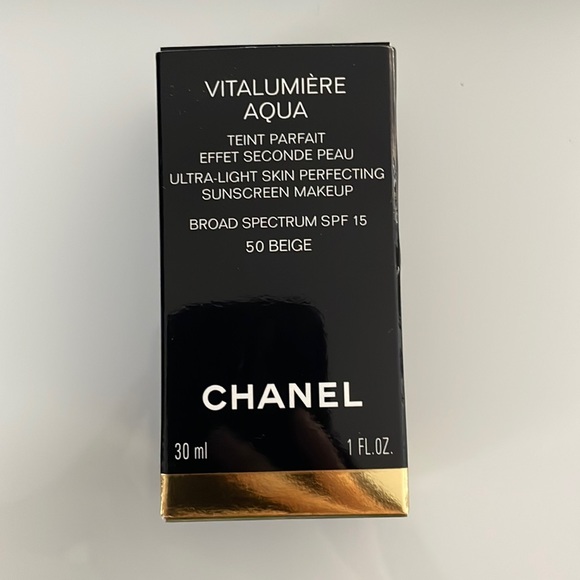 VITALUMIÈRE
AQUA
TEINT PARFAIT
EFFET SECONDE PEAU
ULTRA-LIGHT SKIN PERFECTING
SUNSCREEN MAKEUP
BROAD SPECTRUM SPF 15
50 BEIGE
CHANEL
30 ml 1 FL.OZ.